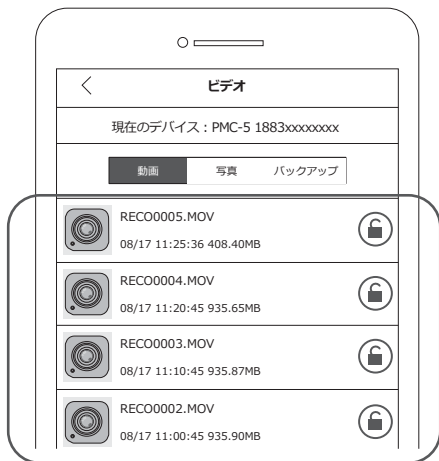 ビデオ
現在のデバイス：PMC-5 1883xxxxxxxx
動画 写真 バックアップ
RECO0005.MOV
08/17 11:25:36 408.40MB
RECO0004.MOV
08/17 11:20:45 935.65MB
RECO0003.MOV
08/17 11:10:45 935.87MB
RECO0002.MOV
08/17 11:00:45 935.90MB